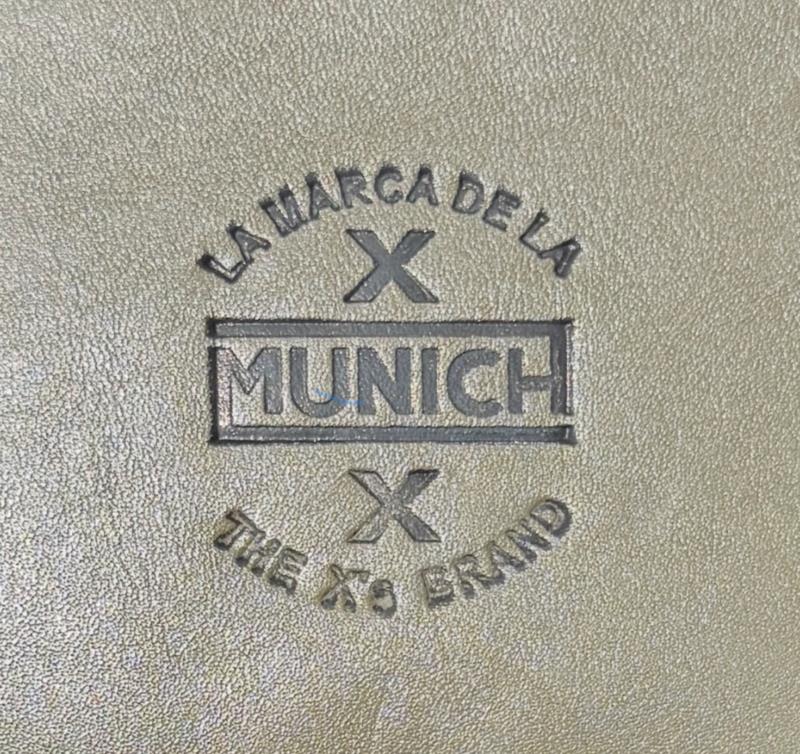 LA MARCA DE LA
X
MUNICH
X
THE X's BRAND